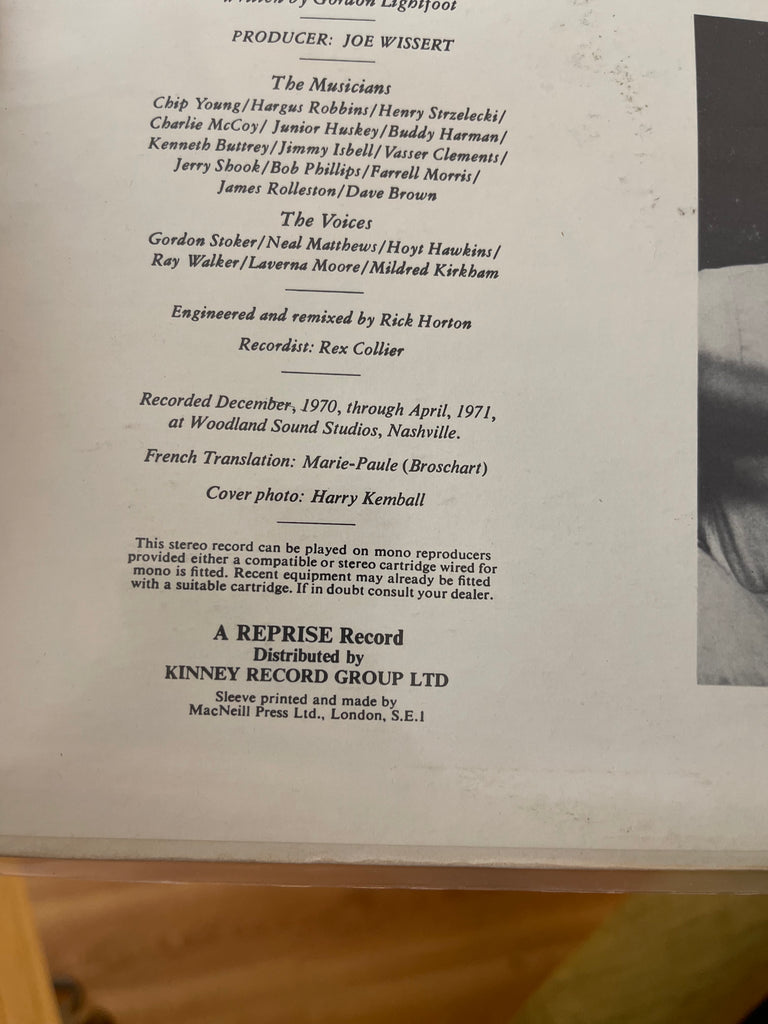 written by Gordon Lightfoot
PRODUCER: JOE WISSERT
The Musicians
Chip Young/Hargus Robbins/Henry Strzelecki/
Charlie McCoy/ Junior Huskey/Buddy Harman/
Kenneth Buttrey/Jimmy Isbell/Vasser Clements/
Jerry Shook/Bob Phillips/Farrell Morris/
James Rolleston/Dave Brown
The Voices
Gordon Stoker/Neal Matthews/Hoyt Hawkins/
Ray Walker/Laverna Moore/Mildred Kirkham
Engineered and remixed by Rick Horton
Recordist: Rex Collier
Recorded December, 1970, through April, 1971,
at Woodland Sound Studios, Nashville.
French Translation: Marie-Paule (Broschart)
Cover photo: Harry Kemball
This stereo record can be played on mono reproducers
provided either a compatible or stereo cartridge wired for
mono is fitted. Recent equipment may already be fitted
with a suitable cartridge. If in doubt consult your dealer.
A REPRISE Record
Distributed by
KINNEY RECORD GROUP LTD
Sleeve printed and made by
MacNeill Press Ltd., London, S.E.1